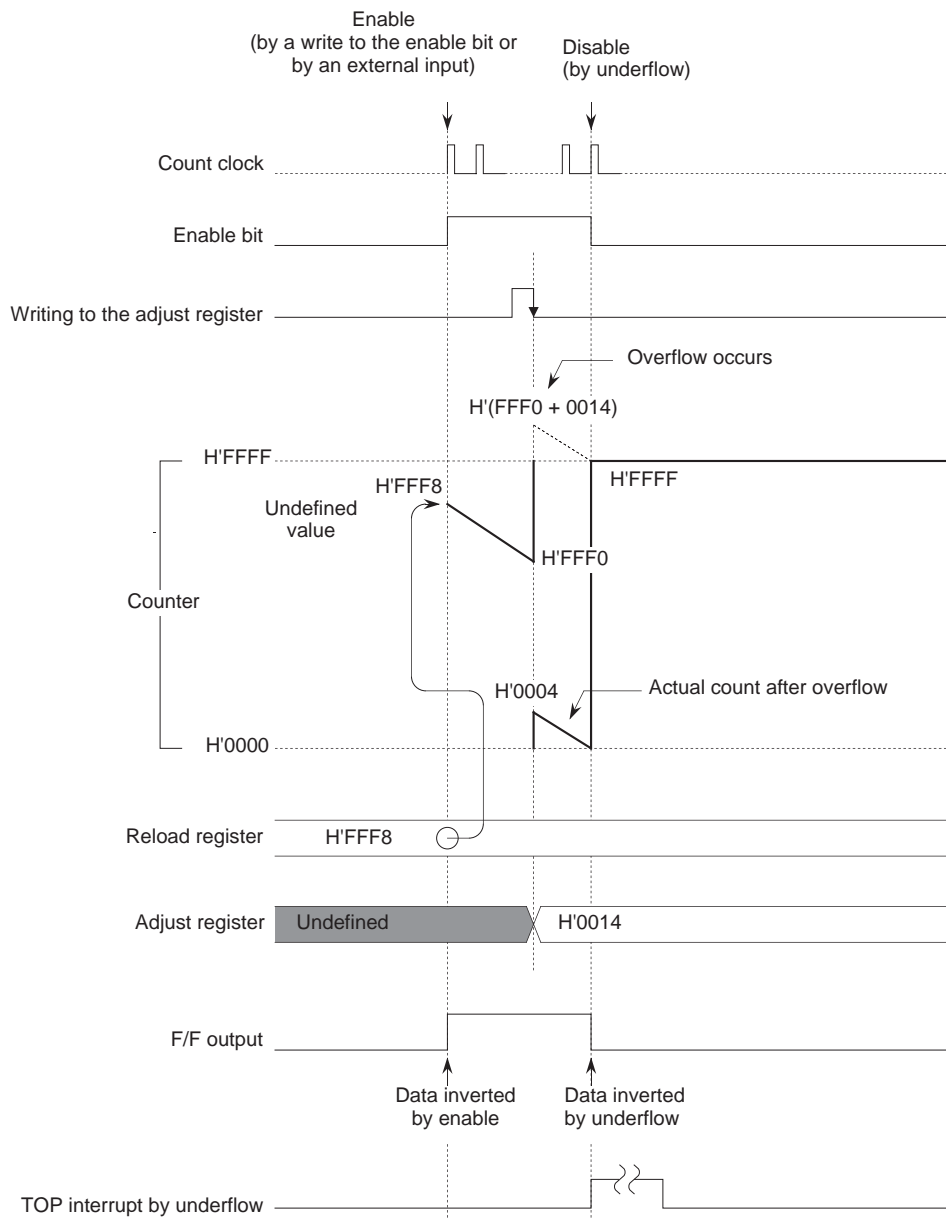 Enable
(by a write to the enable bit or
by an external input)
Disable
(by underflow)
Count clock
Enable bit
Writing to the adjust register
Overflow occurs
H'(FFF0 + 0014)
H'FFFF
H'FFF8
H'FFFF
Undefined
value
H'FFF0
Counter
H'0004
Actual count after overflow
H'0000
Reload register
H'FFF8
Adjust register
Undefined
H'0014
F/F output
Data inverted
by enable
Data inverted
by underflow
TOP interrupt by underflow